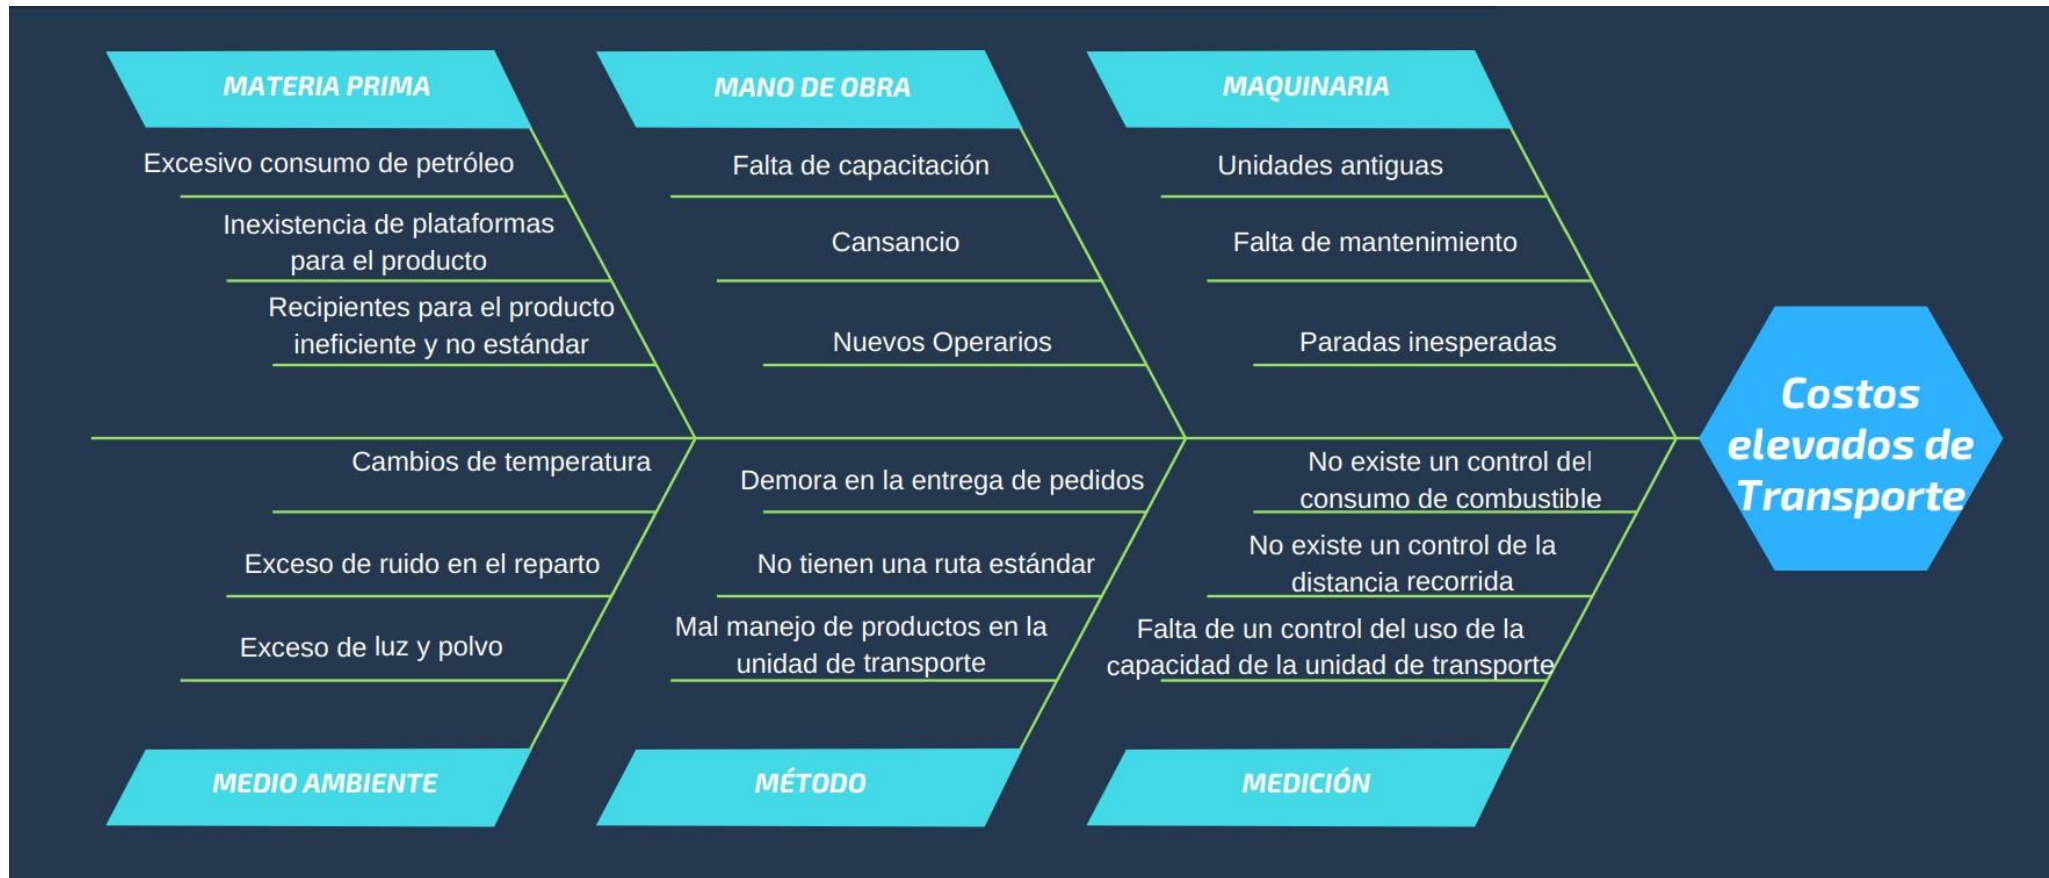 MATERIA PRIMA
Excesivo consumo de petróleo
Inexistencia de plataformas
para el producto
Recipientes para el producto
ineficiente y no estándar
MANO DE OBRA
Falta de capacitación
Cansancio
Nuevos Operarios
MAQUINARIA
Unidades antiguas
Falta de mantenimiento
Paradas inesperadas
Cambios de temperatura
Exceso de ruido en el reparto
Exceso de luz y polvo
MEDIO AMBIENTE
Demora en la entrega de pedidos
No tienen una ruta estándar
Mal manejo de productos en la
unidad de transporte
MÉTODO
No existe un control del
consumo de combustible
No existe un control de la
distancia recorrida
Falta de un control del uso de la
capacidad de la unidad de transporte
MEDICIÓN
Costos
elevados de
Transporte